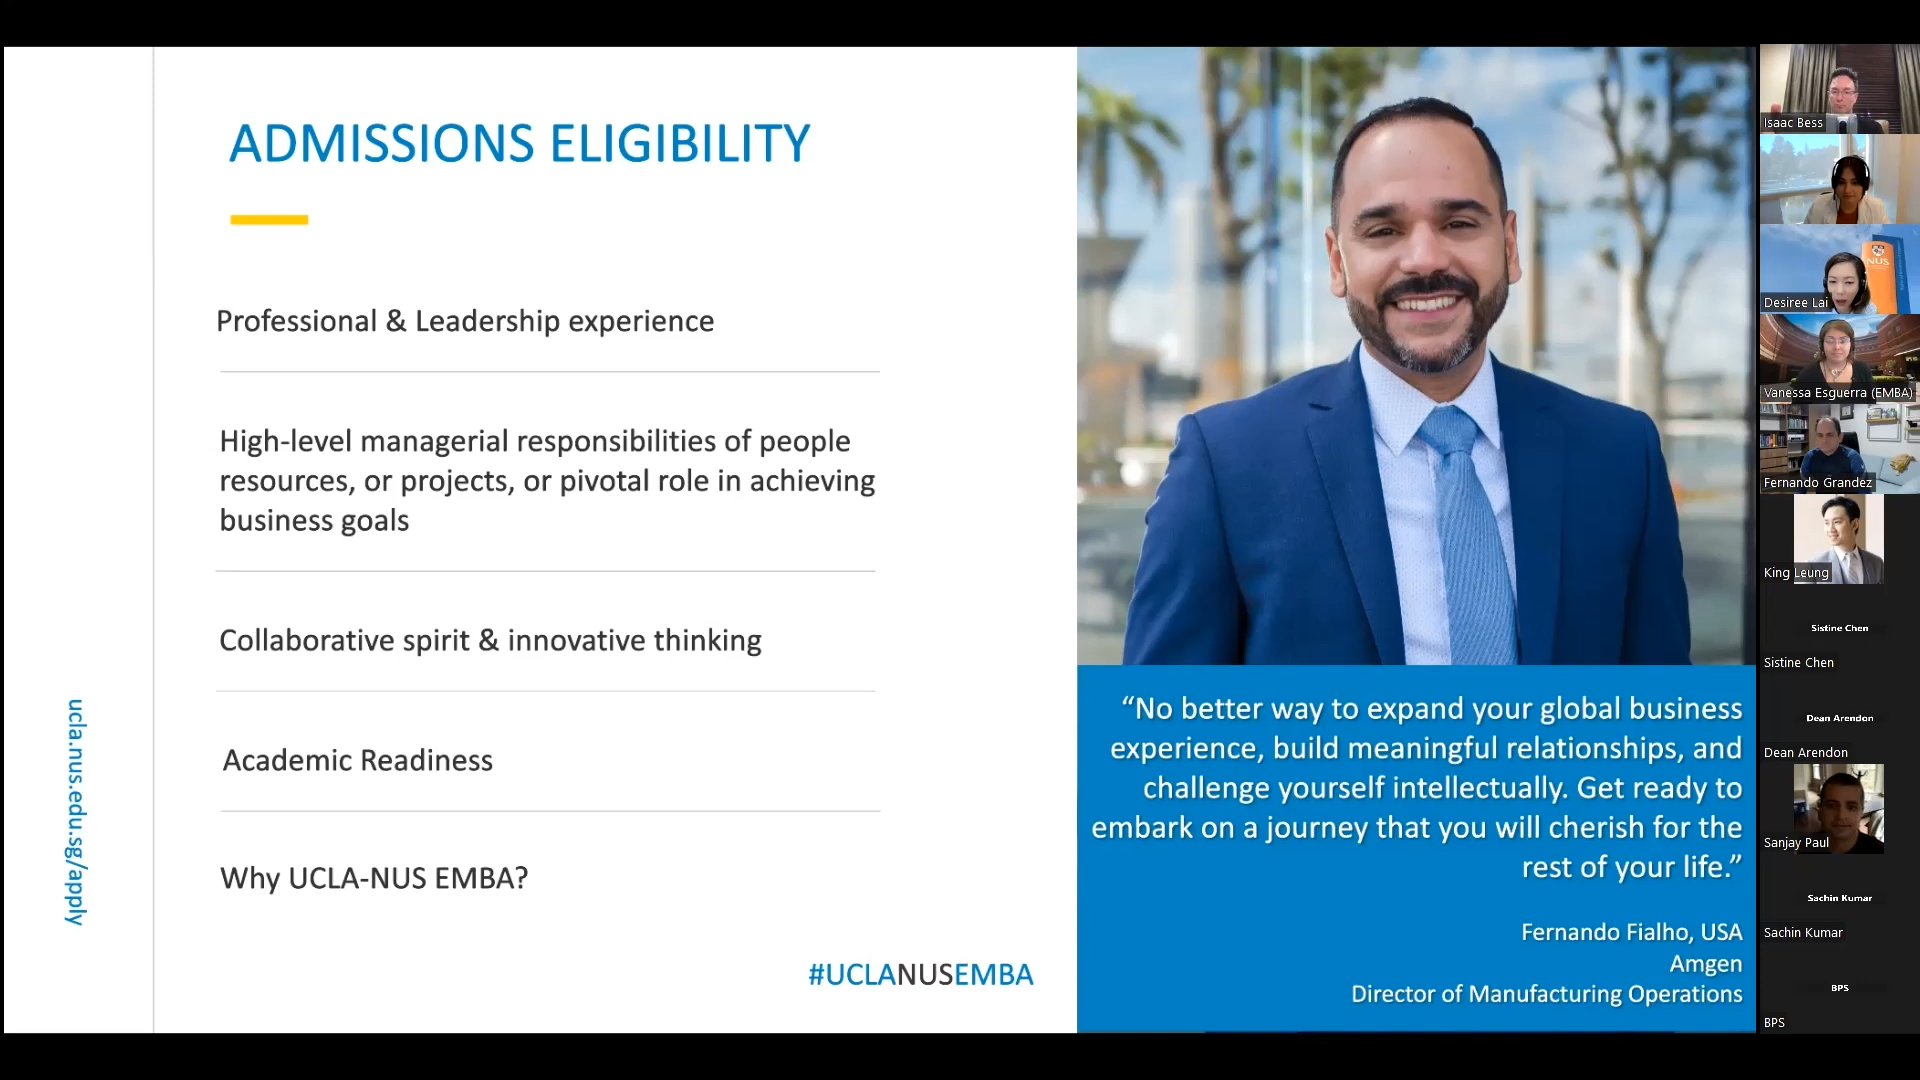 ADMISSIONS ELIGIBILITY
Professional & Leadership experience
High-level managerial responsibilities of people
resources, or projects, or pivotal role in achieving
business goals
Collaborative spirit & innovative thinking
Academic Readiness
Why UCLA-NUS EMBA?
#UCLANUSEMBA
ucla.nus.edu.sg/apply
“No better way to expand your global business
experience, build meaningful relationships, and
challenge yourself intellectually. Get ready to
embark on a journey that you will cherish for the
rest of your life.”
Fernando Fialho, USA
Amgen
Director of Manufacturing Operations
Isaac Bess
NUS
Desiree Lai
Vanessa Esguerra (EMBA)
Fernando Grandez
King Leung
Sistine Chen
Sistine Chen
Dean Arendon
Dean Arendon
Sanjay Paul
Sachin Kumar
Sachin Kumar
BPS
BPS